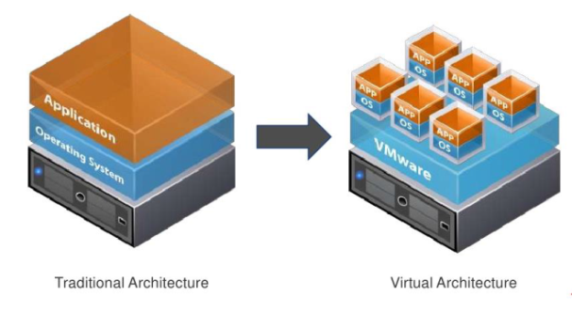 Application
Operating System
Traditional Architecture
APP
OS
APP
OS
APP
OS
APP
OS
APP
OS
APP
OS
VMware
Virtual Architecture